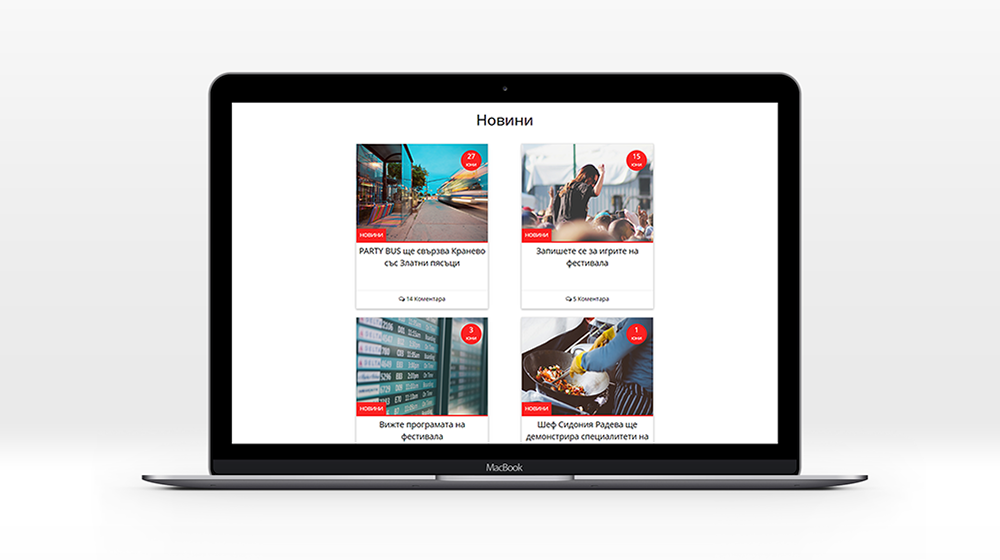 Новини
27
юни
НОВИНИ
PARTY BUS ще свързва Кранево
със Златни пясъци
14 Коментара
15
юни
НОВИНИ
Запишете се за игрите на
фестивала
5 Коментара
3
юни
НОВИНИ
Вижте програмата на
фестивала
1
юни
НОВИНИ
Шеф Сидония Радева ще
демонстрира специалитети на
MacBook